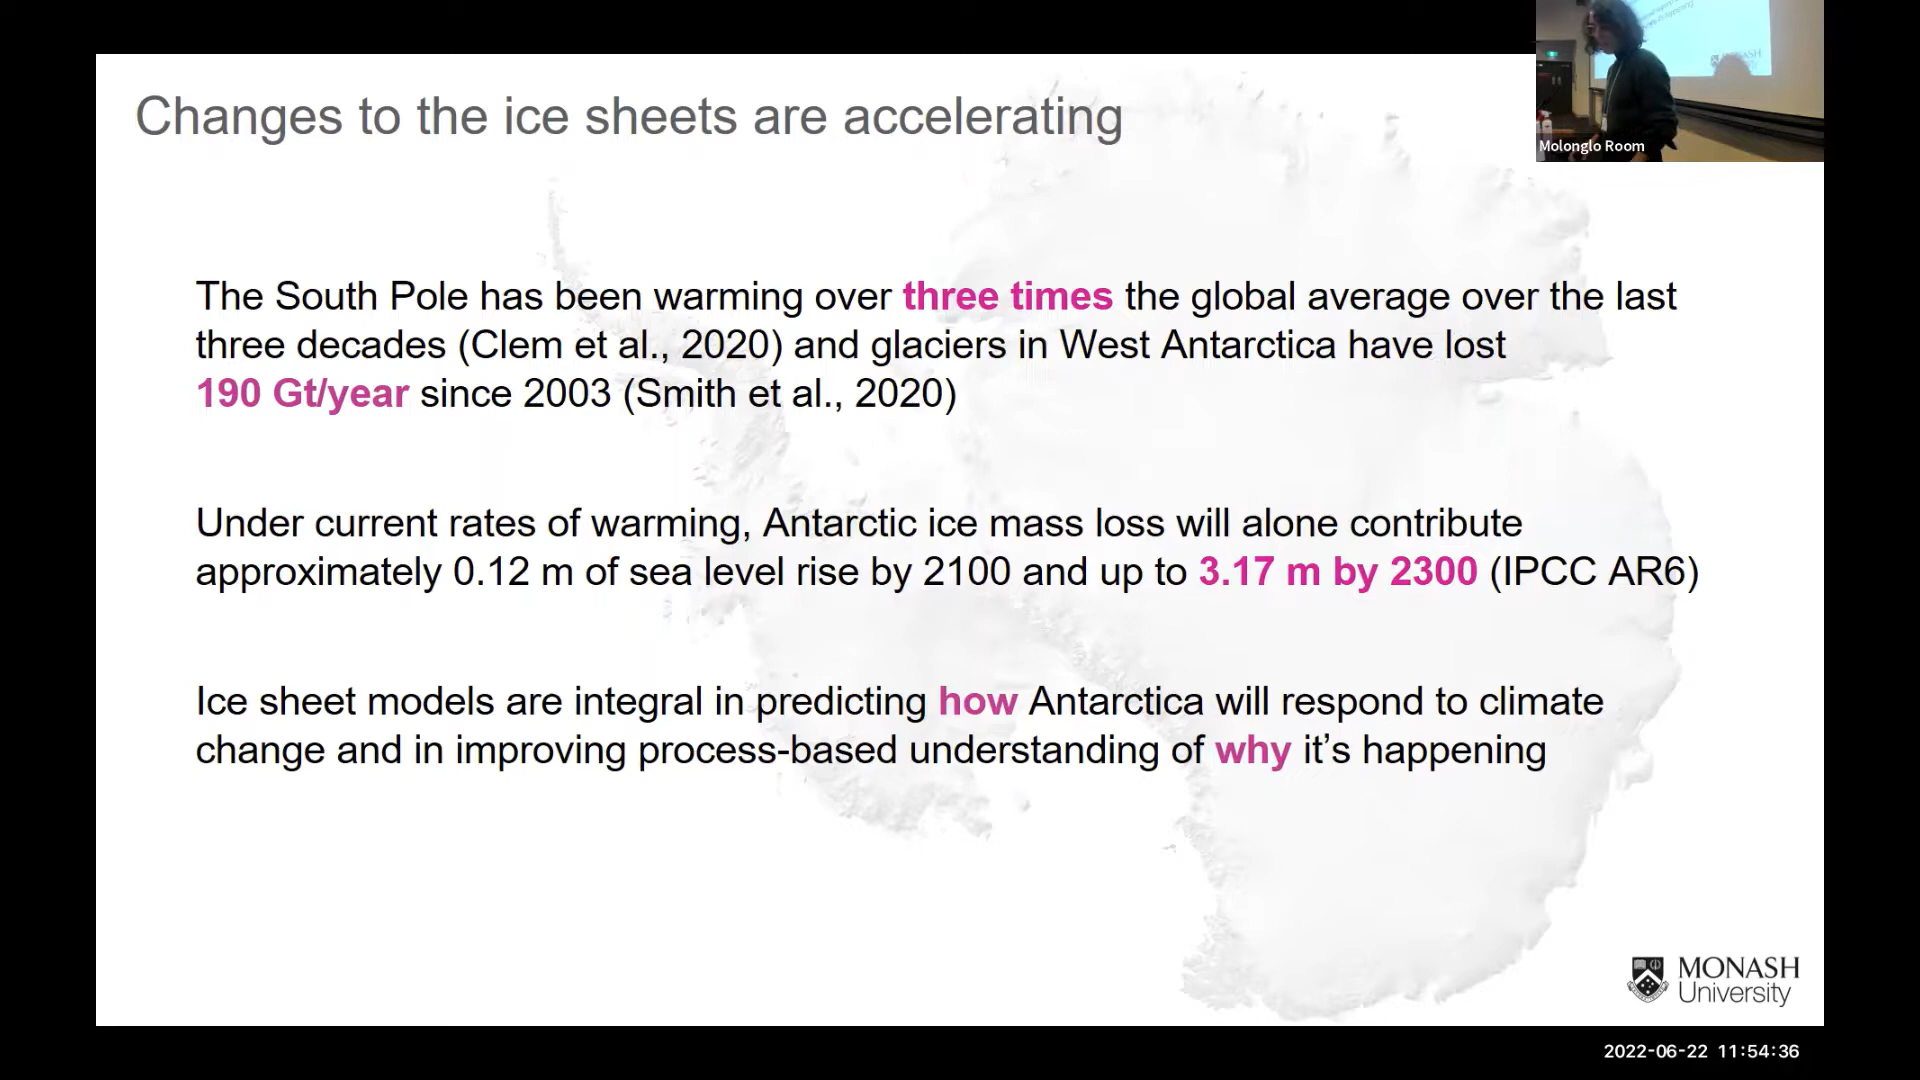 Changes to the ice sheets are accelerating
Molonglo Room
The South Pole has been warming over three times the global average over the last
three decades (Clem et al., 2020) and glaciers in West Antarctica have lost
190 Gt/year since 2003 (Smith et al., 2020)
Under current rates of warming, Antarctic ice mass loss will alone contribute
approximately 0.12 m of sea level rise by 2100 and up to 3.17 m by 2300 (IPCC AR6)
Ice sheet models are integral in predicting how Antarctica will respond to climate
change and in improving process-based understanding of why it’s happening
MONASH
University
2022-06-22 11:54:36